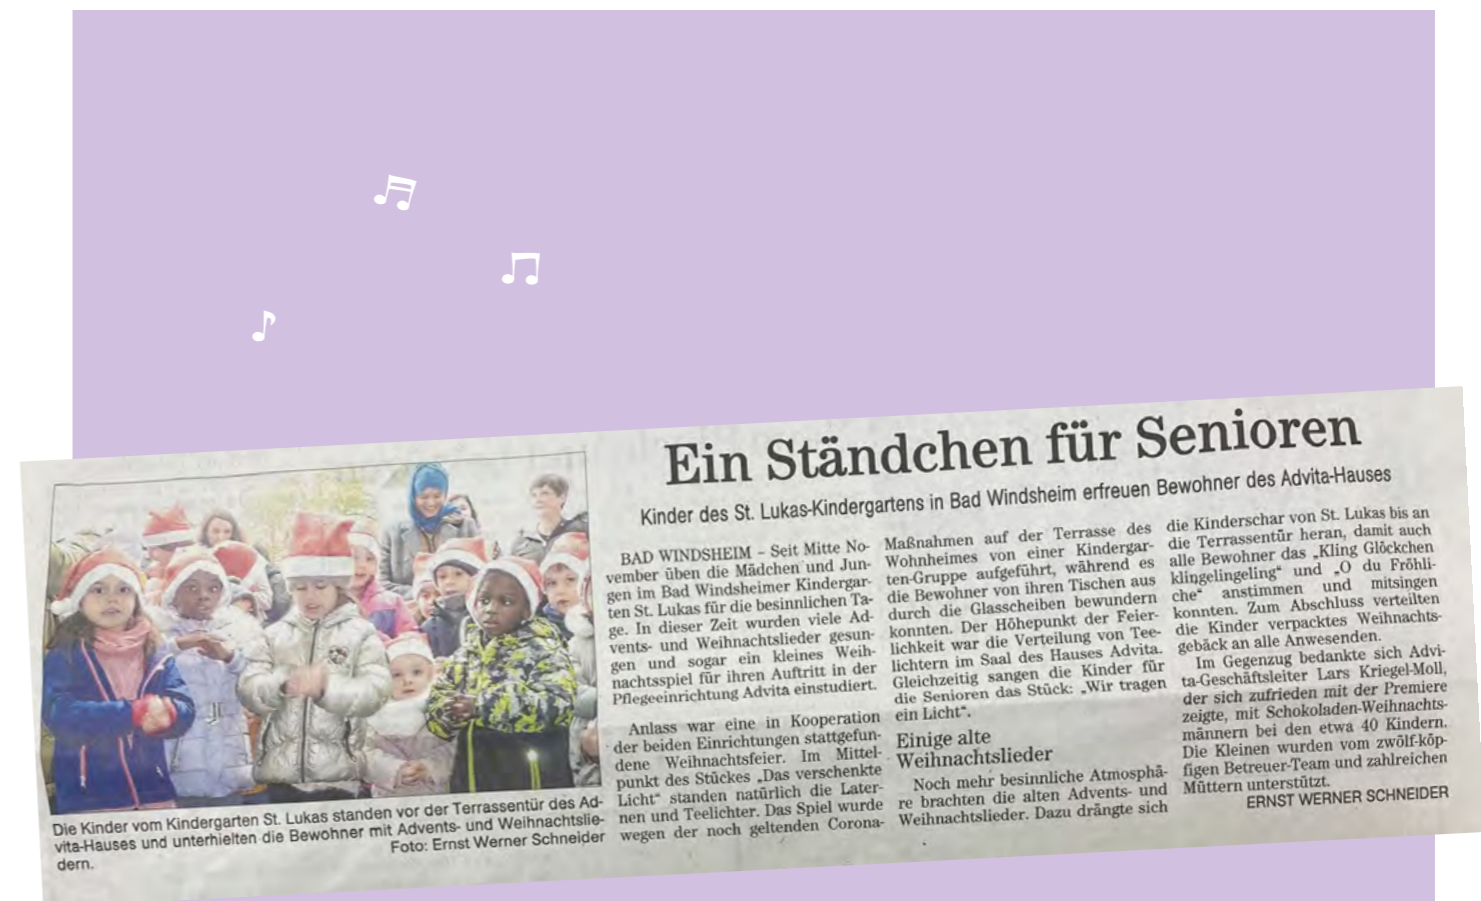 Ein Ständchen für Senioren
Kinder des St. Lukas-Kindergartens in Bad Windsheim erfreuen Bewohner des Advita-Hauses
BAD WINDSHEIM – Seit Mitte No-
vember üben die Mädchen und Jun-
gen im Bad Windsheimer Kindergar-
ten St. Lukas für die besinnlichen Ta-
ge. In dieser Zeit wurden viele Ad-
vents- und Weihnachtslieder gesun-
gen und sogar ein kleines Weih-
nachtsspiel für ihren Auftritt in der
Pflegeeinrichtung Advita einstudiert.
Anlass war eine in Kooperation
der beiden Einrichtungen stattgefun-
dene Weihnachtsfeier. Im Mittel-
punkt des Stückes „Das verschenkte
Licht“ standen natürlich die Later-
nen und Teelichter. Das Spiel wurde
wegen der noch geltenden Corona-
Maßnahmen auf der Terrasse des
Wohnheimes von einer Kindergar-
ten-Gruppe aufgeführt, während es
die Bewohner von ihren Tischen aus
durch die Glasscheiben bewundern
konnten. Der Höhepunkt der Feier-
lichkeit war die Verteilung von Tee-
lichtern im Saal des Hauses Advita.
Gleichzeitig sangen die Kinder für
die Senioren das Stück: „Wir tragen
ein Licht“.
Einige alte
Weihnachtslieder
Noch mehr besinnliche Atmosphä-
re brachten die alten Advents- und
Weihnachtslieder. Dazu drängte sich
die Kinderschar von St. Lukas bis an
die Terrassentür heran, damit auch
alle Bewohner das „Kling Glöckchen
klingelingeling“ und „O du Fröhli-
che“ anstimmen und mitsingen
konnten. Zum Abschluss verteilten
die Kinder verpacktes Weihnachts-
gebäck an alle Anwesenden.
Im Gegenzug bedankte sich Advi-
ta-Geschäftsleiter Lars Kriegel-Moll,
der sich zufrieden mit der Premiere
zeigte, mit Schokoladen-Weihnachts-
männern bei den etwa 40 Kindern.
Die Kleinen wurden vom zwölf-köp-
figen Betreuer-Team und zahlreichen
Müttern unterstützt.
ERNST WERNER SCHNEIDER
Die Kinder vom Kindergarten St. Lukas standen vor der Terrassentür des Ad-
vita-Hauses und unterhielten die Bewohner mit Advents- und Weihnachtslie-
dern.
Foto: Ernst Werner Schneider